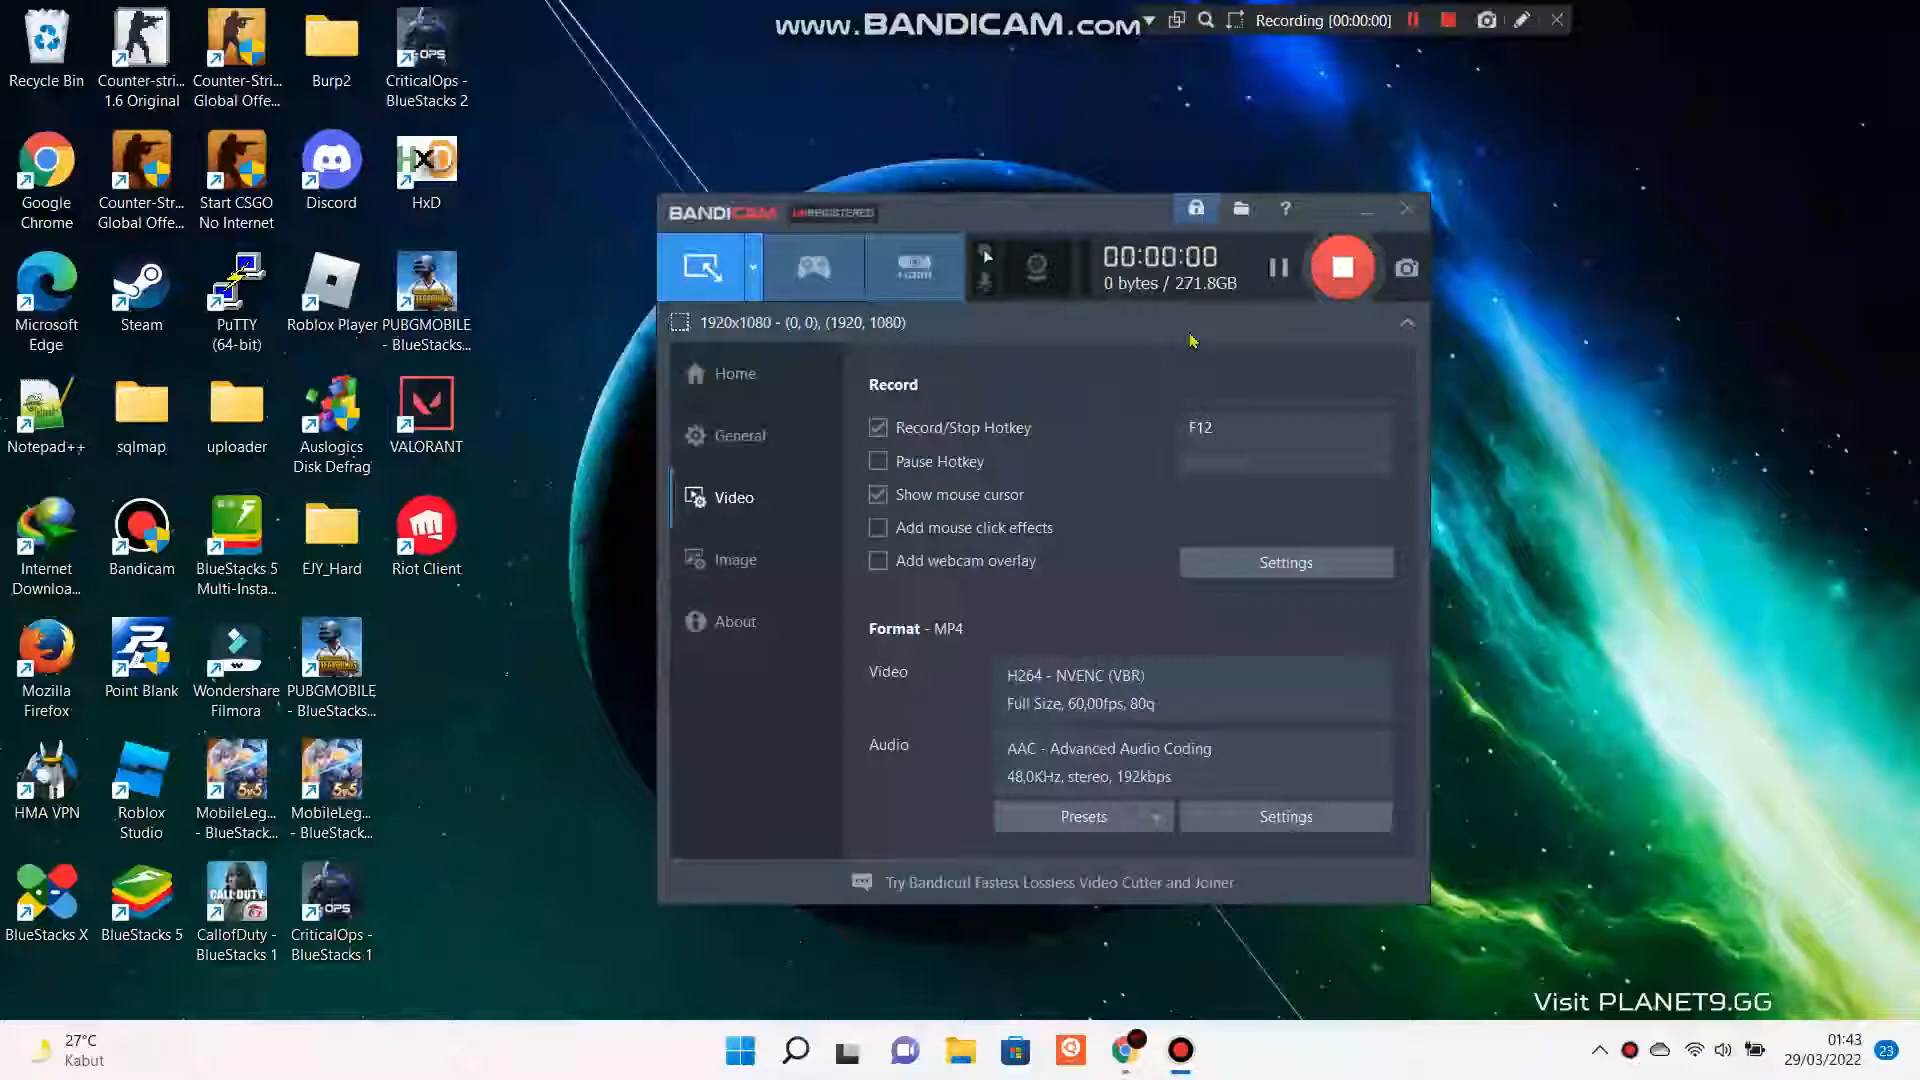 www.BANDICAM.com
Recording [00:00:00]
Recycle Bin
Counter-stri...
1.6 Original
Counter-Stri...
Global Offe...
Burp2
CriticalOps -
BlueStacks 2
Google
Chrome
Counter-Str...
Global Offe...
Start CSGO
No Internet
Discord
HxD
Microsoft
Edge
Steam
PuTTY
(64-bit)
Roblox Player
PUBGMOBILE
- BlueStacks...
Notepad++
sqlmap
uploader
Auslogics
Disk Defrag
VALORANT
Internet
Downloa...
Bandicam
BlueStacks 5
Multi-Insta...
EJY_Hard
Riot Client
Mozilla
Firefox
Point Blank
Wondershare
Filmora
PUBGMOBILE
- BlueStacks...
HMA VPN
Roblox
Studio
MobileLeg...
- BlueStack...
MobileLeg...
- BlueStack...
BlueStacks X
BlueStacks 5
CallofDuty -
BlueStacks 1
CriticalOps -
BlueStacks 1
BANDICAM UNREGISTERED
HDMI
00:00:00
0 bytes / 271.8GB
1920x1080 - (0, 0), (1920, 1080)
Home
General
Video
Image
About
Record
Record/Stop Hotkey
F12
Pause Hotkey
Show mouse cursor
Add mouse click effects
Add webcam overlay
Settings
Format - MP4
Video
H264 - NVENC (VBR)
Full Size, 60,00fps, 80q
Audio
AAC - Advanced Audio Coding
48,0KHz, stereo, 192kbps
Presets
Settings
Try Bandicut! Fastest Lossless Video Cutter and Joiner
Visit PLANET9.GG
27°C
Kabut
01:43
29/03/2022
23